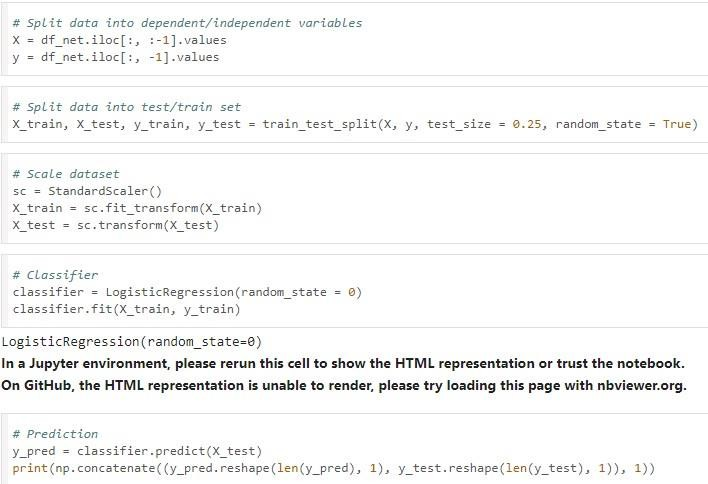 # Split data into dependent/independent variables
X = df_net.iloc[:, :-1].values
y = df_net.iloc[:, -1].values
# Split data into test/train set
X_train, X_test, y_train, y_test = train_test_split(X, y, test_size = 0.25, random_state = True)
# Scale dataset
sc = StandardScaler()
X_train = sc.fit_transform(X_train)
X_test = sc.transform(X_test)
# Classifier
classifier = LogisticRegression(random_state = 0)
classifier.fit(X_train, y_train)
LogisticRegression(random_state=0)
In a Jupyter environment, please rerun this cell to show the HTML representation or trust the notebook.
On GitHub, the HTML representation is unable to render, please try loading this page with nbviewer.org.
# Prediction
y_pred = classifier.predict(X_test)
print(np.concatenate((y_pred.reshape(len(y_pred), 1), y_test.reshape(len(y_test), 1)), 1))